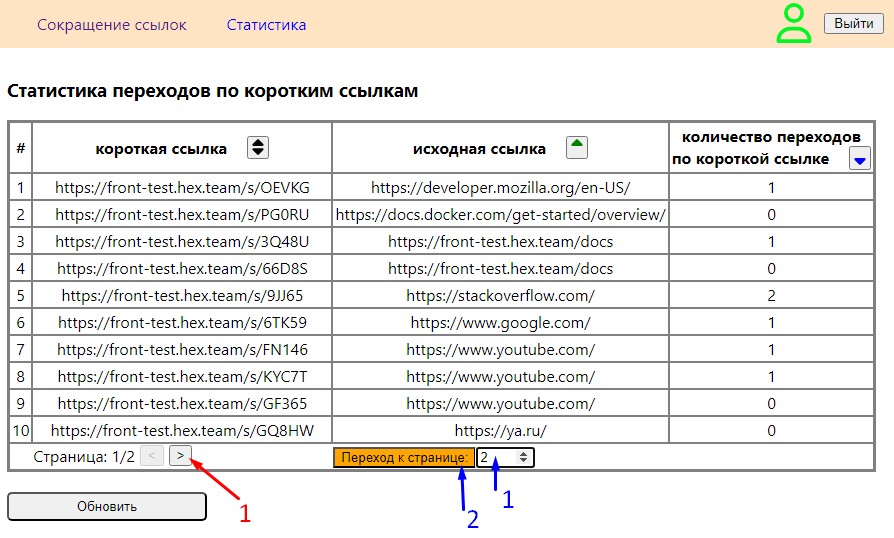 Сокращение ссылок Статистика Выйти
Статистика переходов по коротким ссылкам
# короткая ссылка исходная ссылка количество переходов по короткой ссылке
1 https://front-test.hex.team/s/OEVKG https://developer.mozilla.org/en-US/ 1
2 https://front-test.hex.team/s/PG0RU https://docs.docker.com/get-started/overview/ 0
3 https://front-test.hex.team/s/3Q48U https://front-test.hex.team/docs 1
4 https://front-test.hex.team/s/66D8S https://front-test.hex.team/docs 0
5 https://front-test.hex.team/s/9JJ65 https://stackoverflow.com/ 2
6 https://front-test.hex.team/s/6TK59 https://www.google.com/ 1
7 https://front-test.hex.team/s/FN146 https://www.youtube.com/ 1
8 https://front-test.hex.team/s/KYC7T https://www.youtube.com/ 1
9 https://front-test.hex.team/s/GF365 https://www.youtube.com/ 0
10 https://front-test.hex.team/s/GQ8HW https://ya.ru/ 0
Страница: 1/2 < > Переход к странице: 2
1 2 1
Обновить